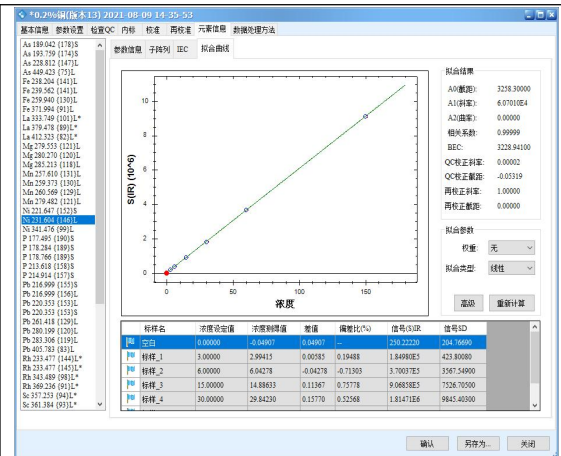 *0.2%铜(版本13) 2021-08-09 14-35-53
基本信息 参数设置 检查QC 内标 校准 再校准 元素信息 数据处理方法
As 189.042 {178}S
As 193.759 {174}S
As 228.812 {147}L
As 449.423 {75}L
Fe 238.204 {141}L
Fe 239.562 {141}L
Fe 259.940 {130}L
Fe 371.994 {91}L
La 333.749 {101}L*
La 379.478 {89}L*
La 412.323 {82}L*
Mg 279.553 {121}L
Mg 280.270 {120}L
Mg 285.213 {118}L
Mn 257.610 {131}L
Mn 259.373 {130}L
Mn 260.569 {129}L
Mn 279.482 {121}L
Ni 221.647 {152}S
Ni 231.604 {146}L
Ni 341.476 {99}L
P 177.495 {190}S
P 178.284 {189}S
P 178.766 {189}S
P 213.618 {158}S
P 214.914 {157}S
Pb 216.999 {155}S
Pb 216.999 {156}L
Pb 220.353 {153}L
Pb 220.353 {153}S
Pb 261.418 {129}L
Pb 280.199 {120}L
Pb 283.306 {119}L
Pb 405.783 {83}L
Rh 233.477 {144}L*
Rh 233.477 {145}L*
Rh 343.489 {98}L*
Rh 369.236 {91}L*
Sc 357.253 {94}L*
Sc 361.384 {93}L*
参数信息 子阵列 IEC 拟合曲线
S(IR) (10^6)
10
8
6
4
2
0
0 50 100 150
浓度
拟合结果
A0(截距): 3258.30000
A1(斜率): 6.07010E4
A2(曲率): 0.00000
相关系数: 0.99999
BEC: 3228.94100
QC校正斜率: 0.00002
QC校正截距: -0.05319
再校正斜率: 1.00000
再校正截距: 0.00000
拟合参数
权重: 无
拟合类型: 线性
高级 重新计算
标样名 浓度设定值 浓度测得值 差值 偏差比(%) 信号(S)IR 信号SD
空白 0.00000 -0.04907 0.04907 -- 250.22220 204.76690
标样_1 3.00000 2.99415 0.00585 0.19488 1.84980E5 423.80080
标样_2 6.00000 6.04278 -0.04278 -0.71303 3.70037E5 3567.54900
标样_3 15.00000 14.88633 0.11367 0.75778 9.06858E5 7526.70500
标样_4 30.00000 29.84230 0.15770 0.52568 1.81471E6 9845.40300
确认 另存为... 关闭